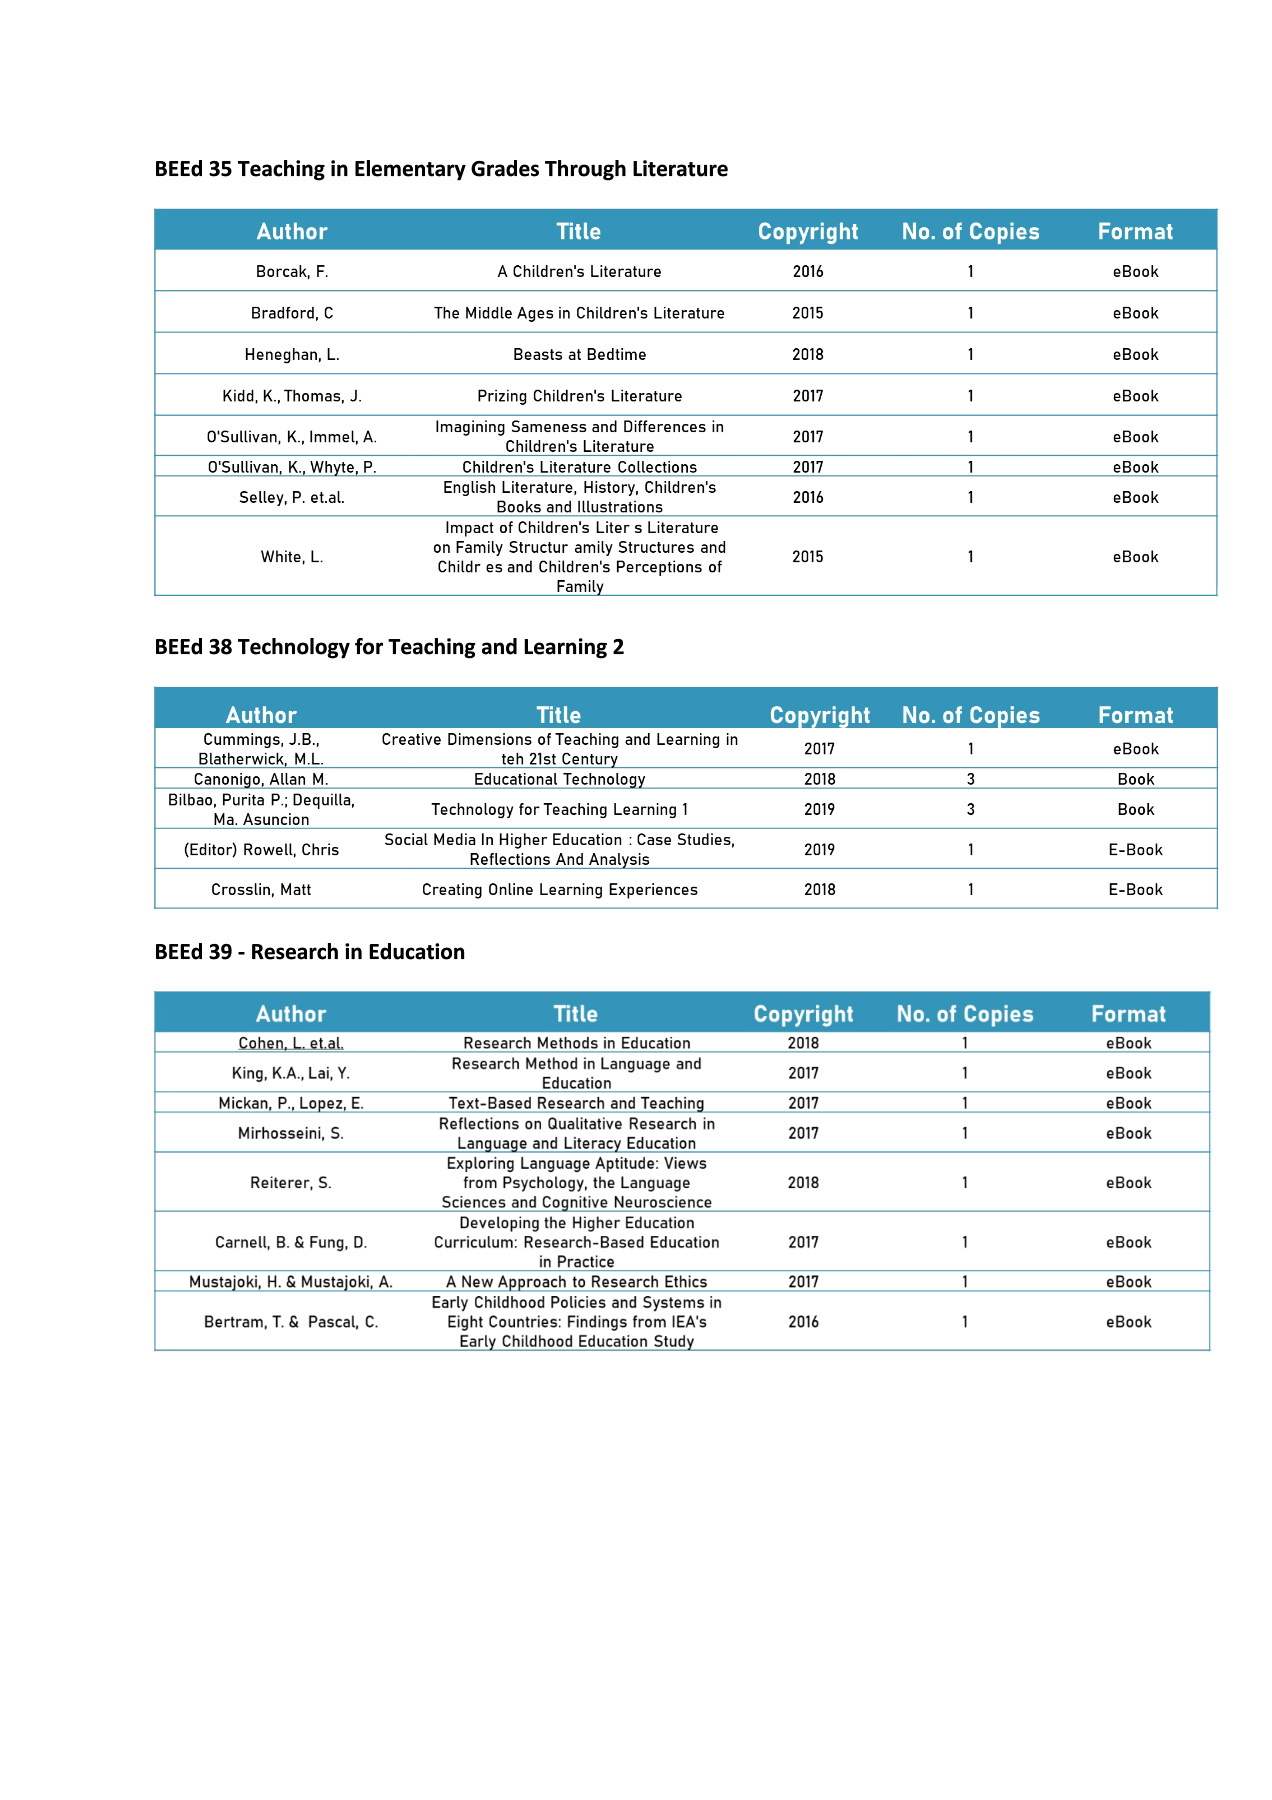 BEEd 35 Teaching in Elementary Grades Through Literature
Author Title Copyright No. of Copies Format
Borcak, F. A Children's Literature 2016 1 eBook
Bradford, C The Middle Ages in Children's Literature 2015 1 eBook
Heneghan, L. Beasts at Bedtime 2018 1 eBook
Kidd, K., Thomas, J. Prizing Children's Literature 2017 1 eBook
Imagining Sameness and Differences in
O'Sullivan, K., Immel, A. 2017 1 eBook
Children's Literature
O'Sullivan, K., Whyte, P. Children's Literature Collections 2017 1 eBook
English Literature, History, Children's
Selley, P. et.al. 2016 1 eBook
Books and Illustrations
Impact of Children's Liter s Literature
on Family Structur amily Structures and
White, L. 2015 1 eBook
Childr es and Children's Perceptions of
Family
BEEd 38 Technology for Teaching and Learning 2
Author Title Copyright No. of Copies Format
Cummings, J.B., Creative Dimensions of Teaching and Learning in
2017 1 eBook
Blatherwick, M.L. teh 21st Century
Canonigo, Allan M. Educational Technology 2018 3 Book
Bilbao, Purita P.; Dequilla,
Technology for Teaching Learning 1 2019 3 Book
Ma. Asuncion
Social Media In Higher Education : Case Studies,
(Editor) Rowell, Chris 2019 1 E-Book
Reflections And Analysis
Crosslin, Matt Creating Online Learning Experiences 2018 1 E-Book
BEEd 39 - Research in Education
Author Title Copyright No. of Copies Format
Cohen, L. et.al. Research Methods in Education 2018 1 eBook
Research Method in Language and
King, K.A., Lai, Y. 2017 1 eBook
Education
Mickan, P., Lopez, E. Text-Based Research and Teaching 2017 1 eBook
Reflections on Qualitative Research in
Mirhosseini, S. 2017 1 eBook
Language and Literacy Education
Exploring Language Aptitude: Views
Reiterer, S. from Psychology, the Language 2018 1 eBook
Sciences and Cognitive Neuroscience
Developing the Higher Education
Carnell, B. & Fung, D. Curriculum: Research-Based Education 2017 1 eBook
in Practice
Mustajoki, H. & Mustajoki, A. A New Approach to Research Ethics 2017 1 eBook
Early Childhood Policies and Systems in
Bertram, T. & Pascal, C. Eight Countries: Findings from IEA's 2016 1 eBook
Early Childhood Education Study